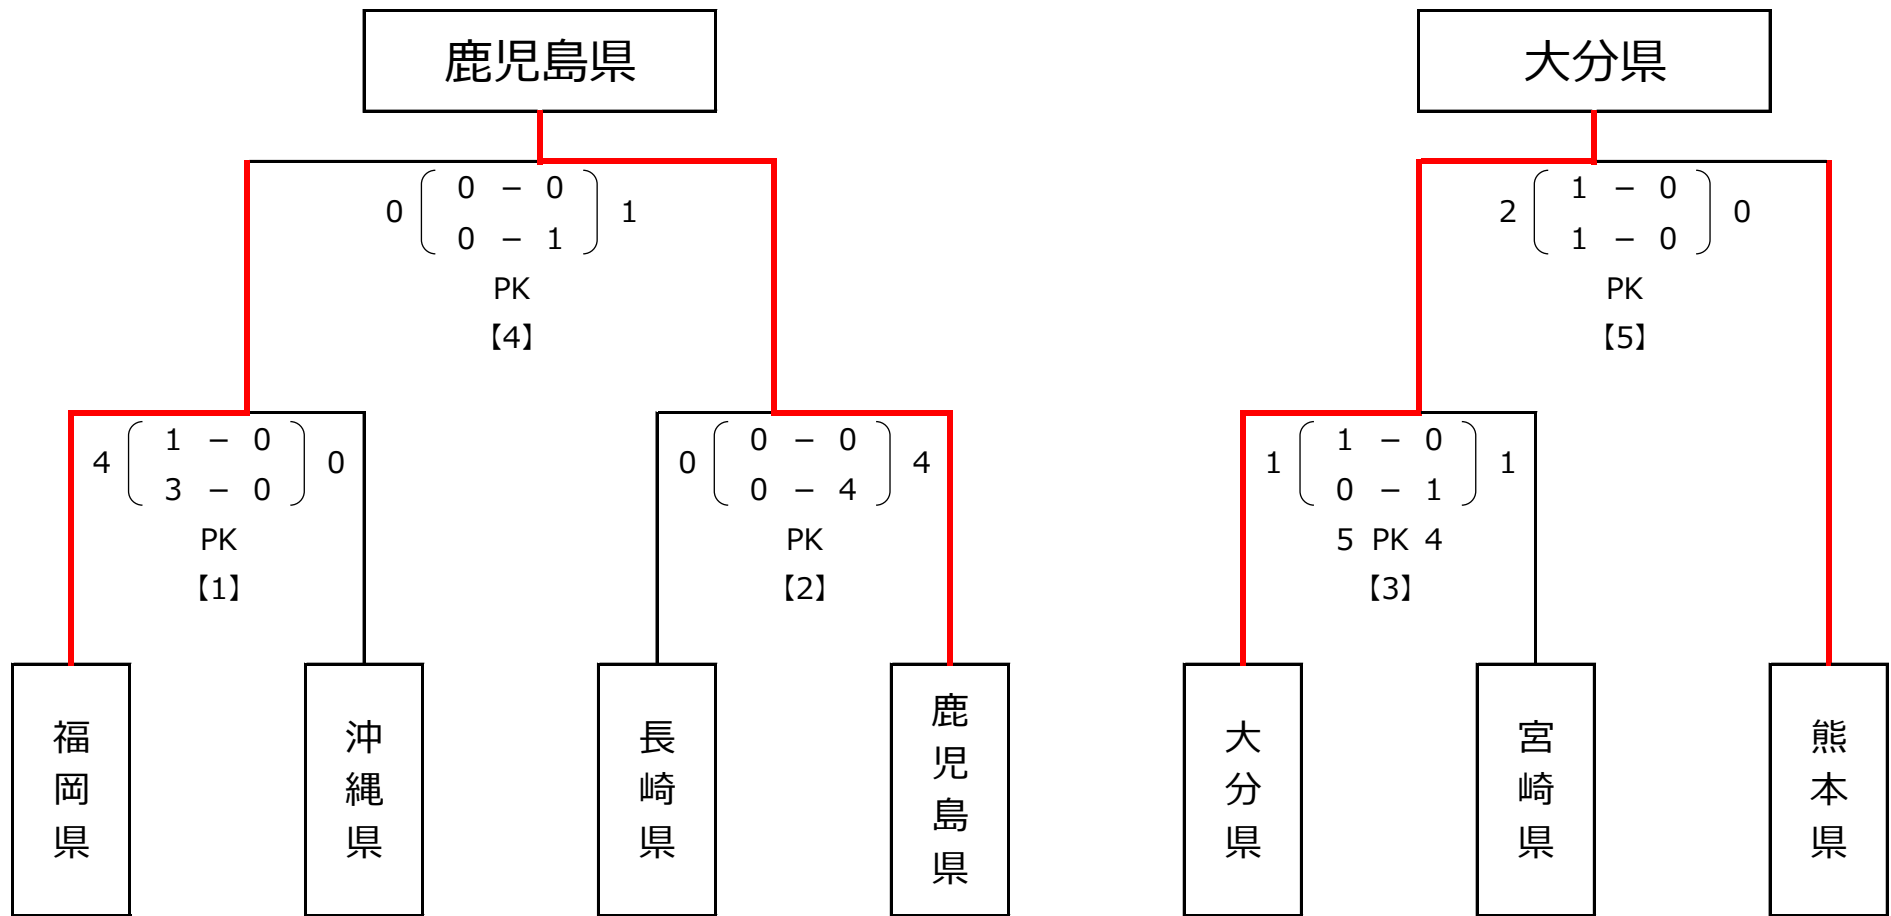 鹿児島県
大分県
0 0 － 0 1
0 － 1
PK
【4】
2 1 － 0 0
1 － 0
PK
【5】
4 1 － 0 0
3 － 0
PK
【1】
0 0 － 0 4
0 － 4
PK
【2】
1 1 － 0 1
0 － 1
5 PK 4
【3】
福岡県
沖縄県
長崎県
鹿児島県
大分県
宮崎県
熊本県